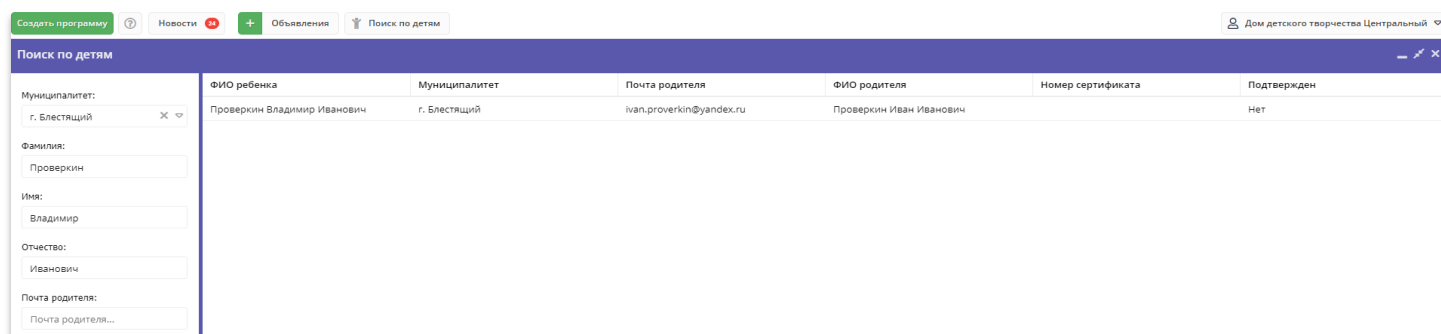 Создать программу Новости 24 Объявления Поиск по детям Дом детского творчества Центральный
Поиск по детям
ФИО ребенка Муниципалитет Почта родителя ФИО родителя Номер сертификата Подтвержден
Проверкин Владимир Иванович г. Блестящий ivan.proverkin@yandex.ru Проверкин Иван Иванович Нет
Муниципалитет:
г. Блестящий
Фамилия:
Проверкин
Имя:
Владимир
Отчество:
Иванович
Почта родителя:
Почта родителя...